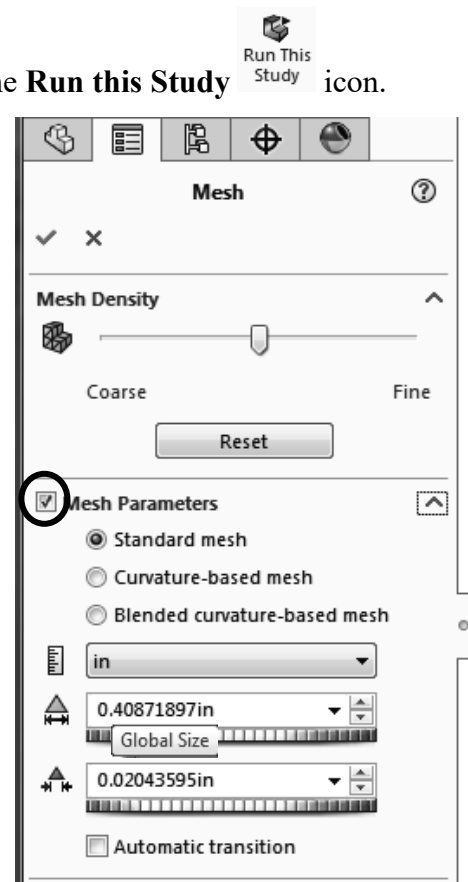 Run This
Study
e Run this Study icon.
Mesh
?
Mesh Density
Coarse Fine
Reset
Mesh Parameters
Standard mesh
Curvature-based mesh
Blended curvature-based mesh
in
0.40871897in
Global Size
0.02043595in
Automatic transition